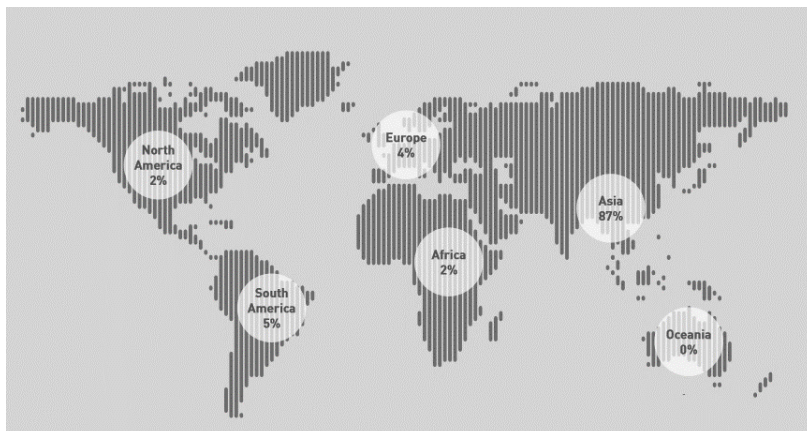 North
America
2%
Europe
4%
Asia
87%
Africa
2%
South
America
5%
Oceania
0%